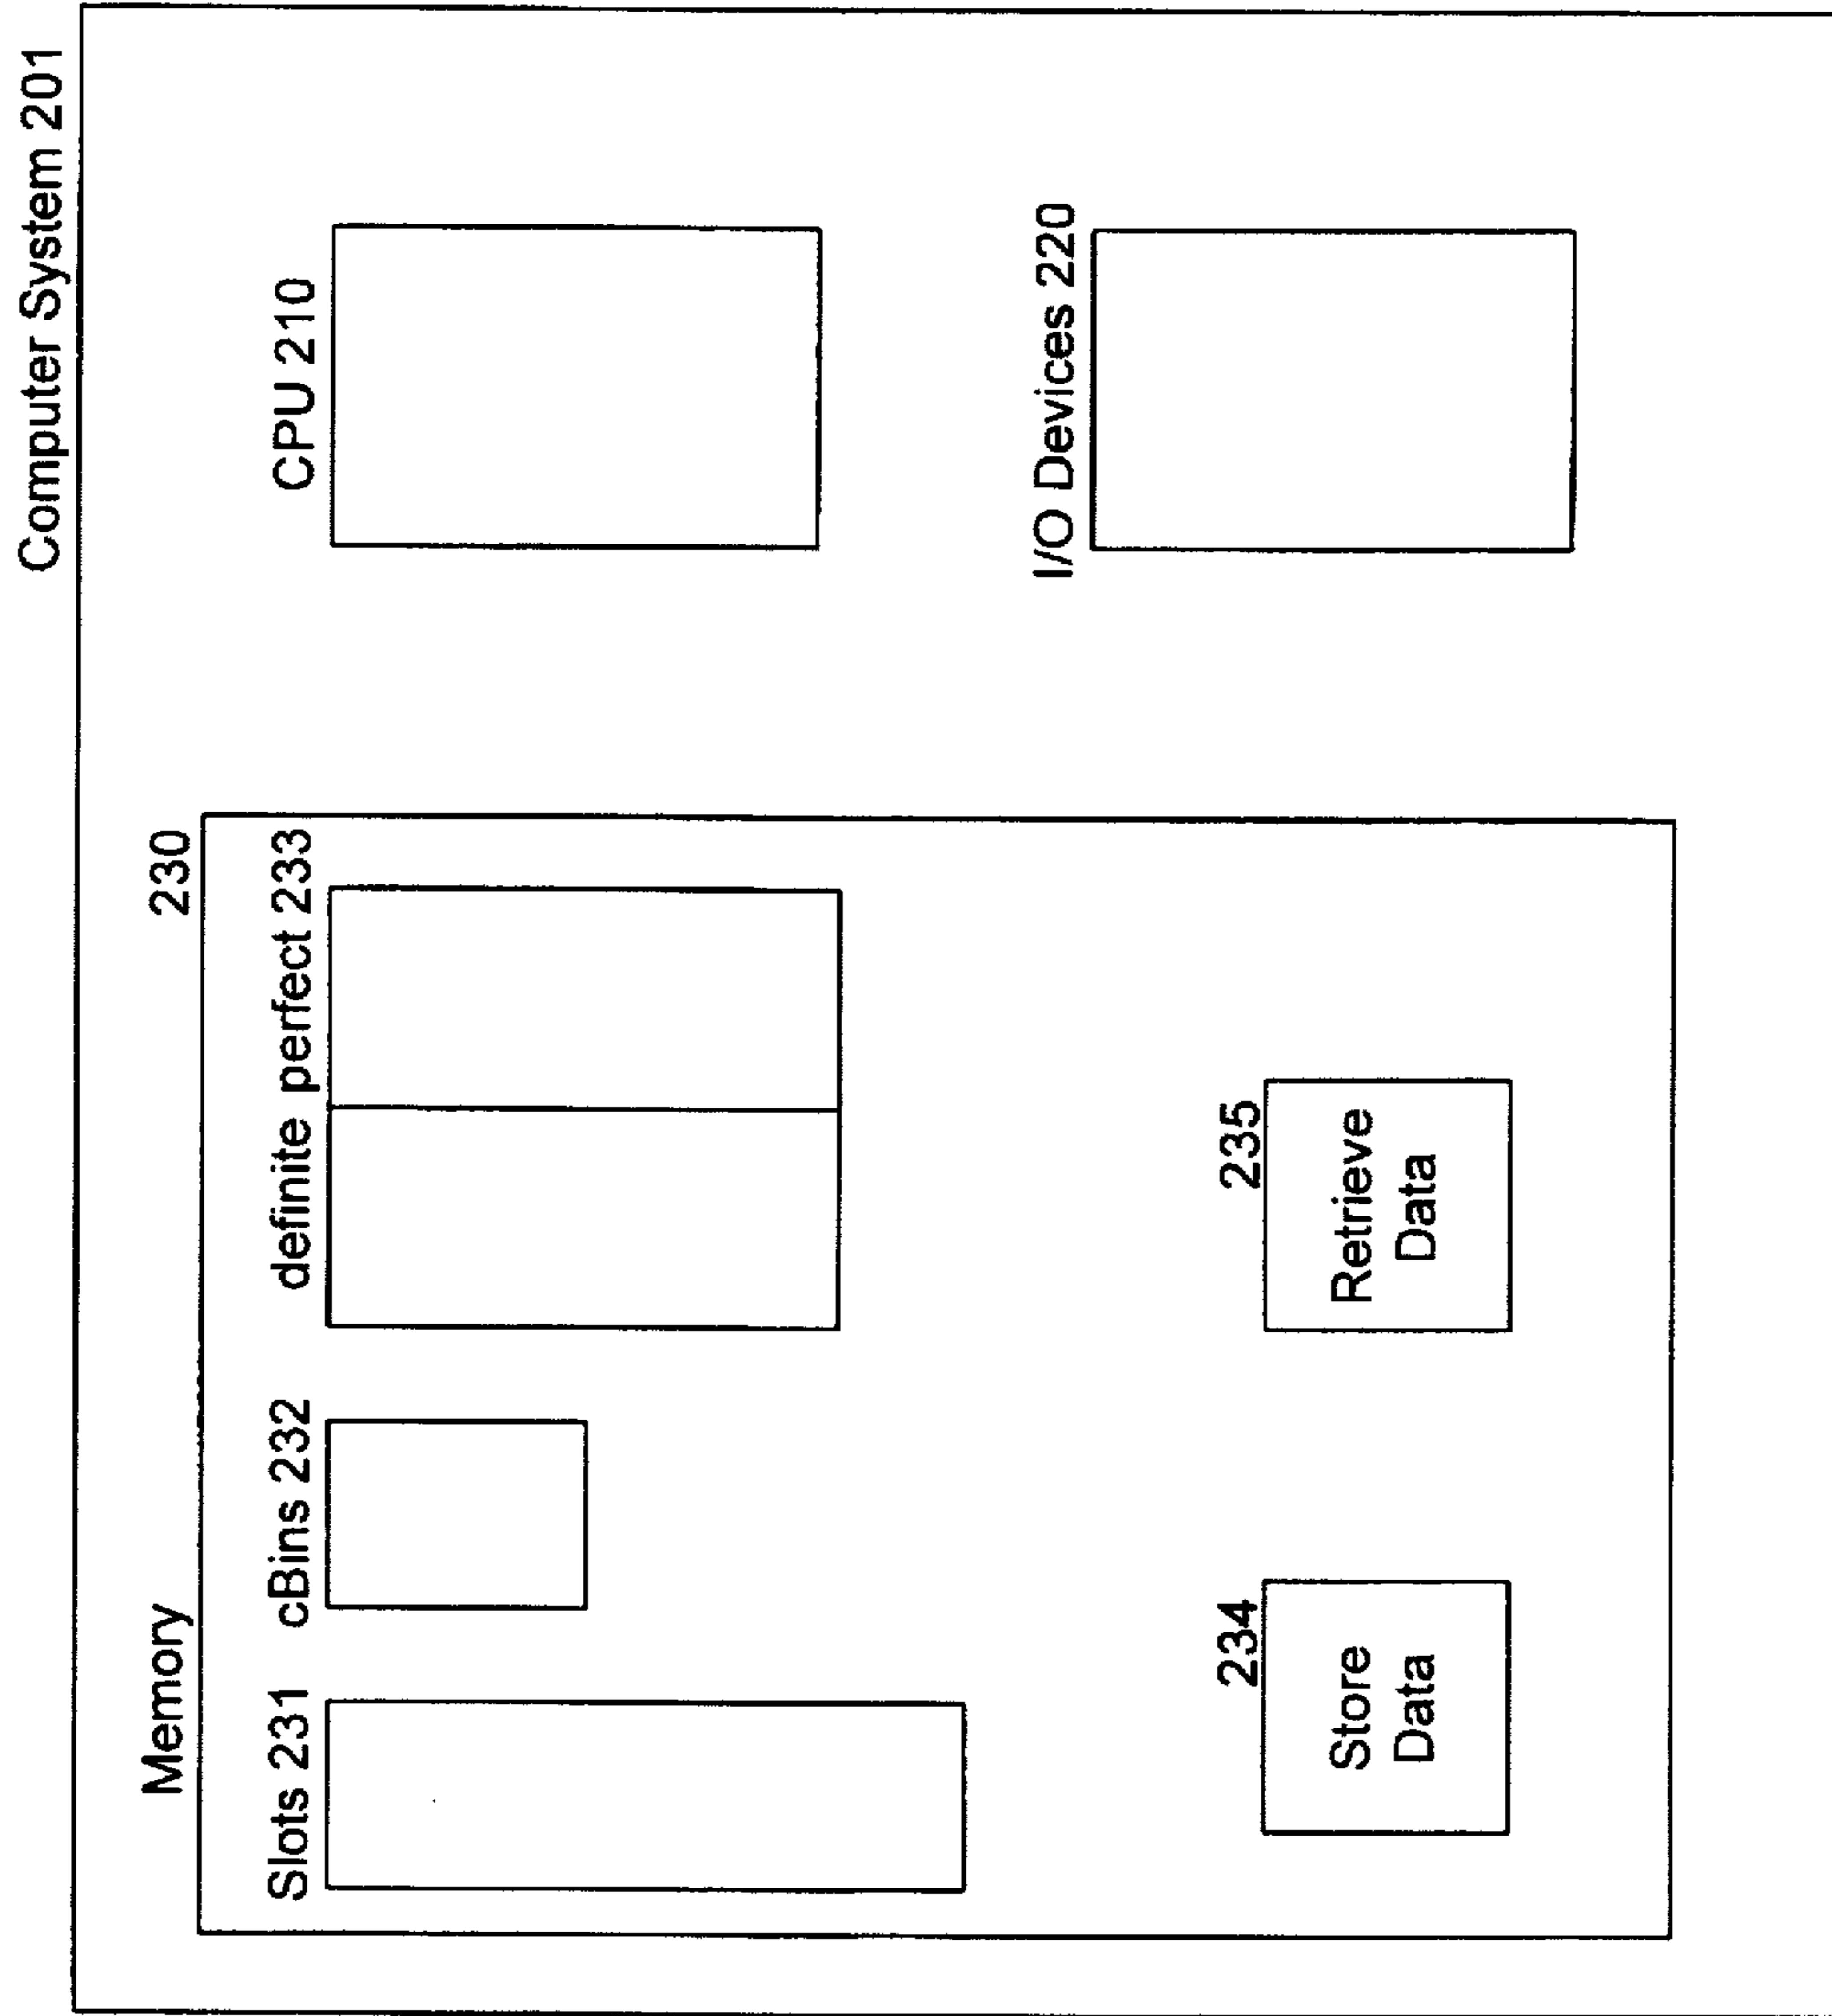 Computer System 201
Memory 230
CPU 210
Slots 231 cBins 232 definite perfect 233
I/O Devices 220
234
Store
Data
235
Retrieve
Data